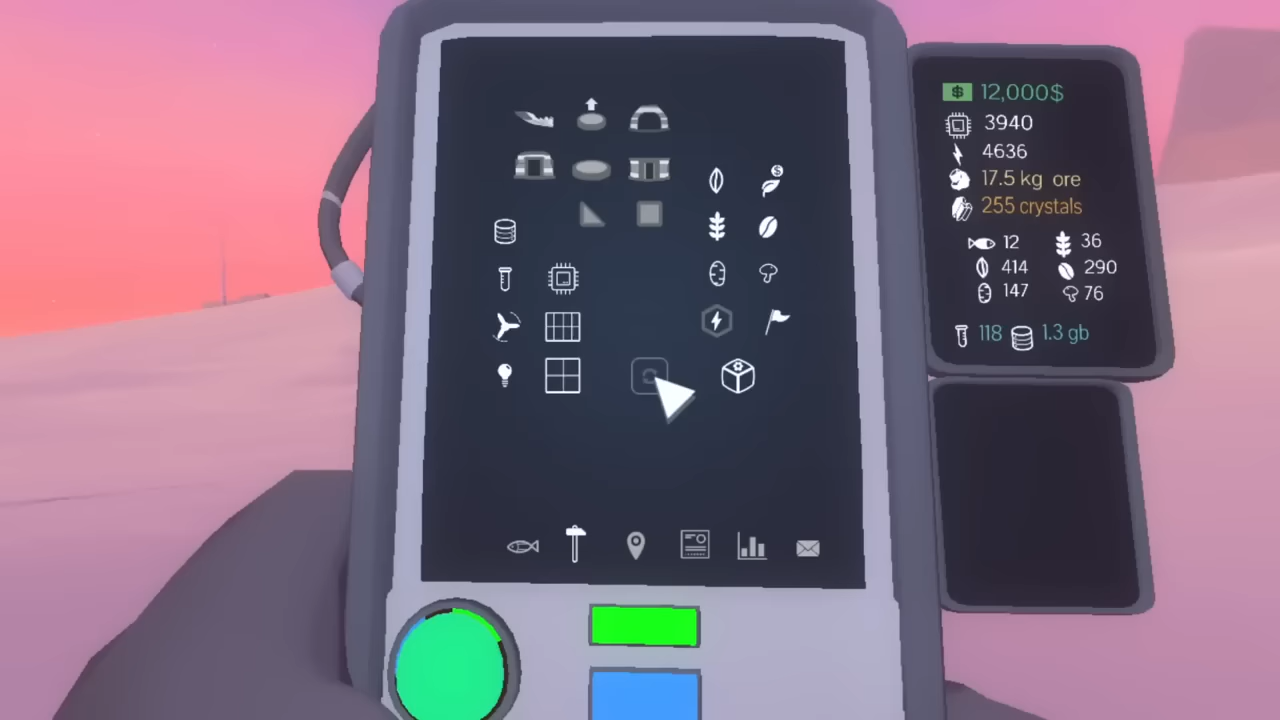 12,000$
3940
4636
17.5 kg ore
255 crystals
12 36
414 290
147 76
118 1.3 gb